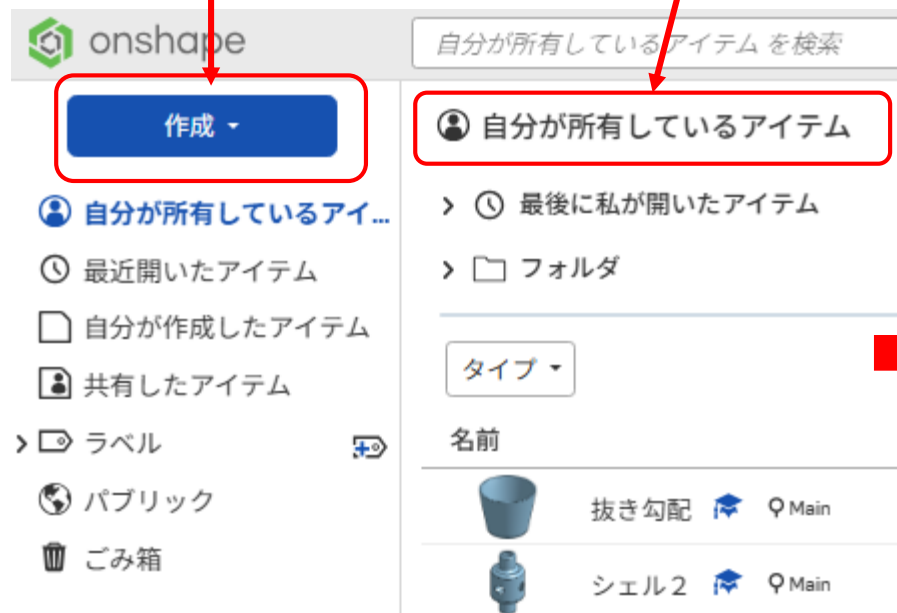 onshape
自分が所有しているアイテム を検索
作成
自分が所有しているアイ...
最近開いたアイテム
自分が作成したアイテム
共有したアイテム
ラベル
パブリック
ごみ箱
自分が所有しているアイテム
最後に私が開いたアイテム
フォルダ
タイプ
名前
抜き勾配 Main
シェル２ Main